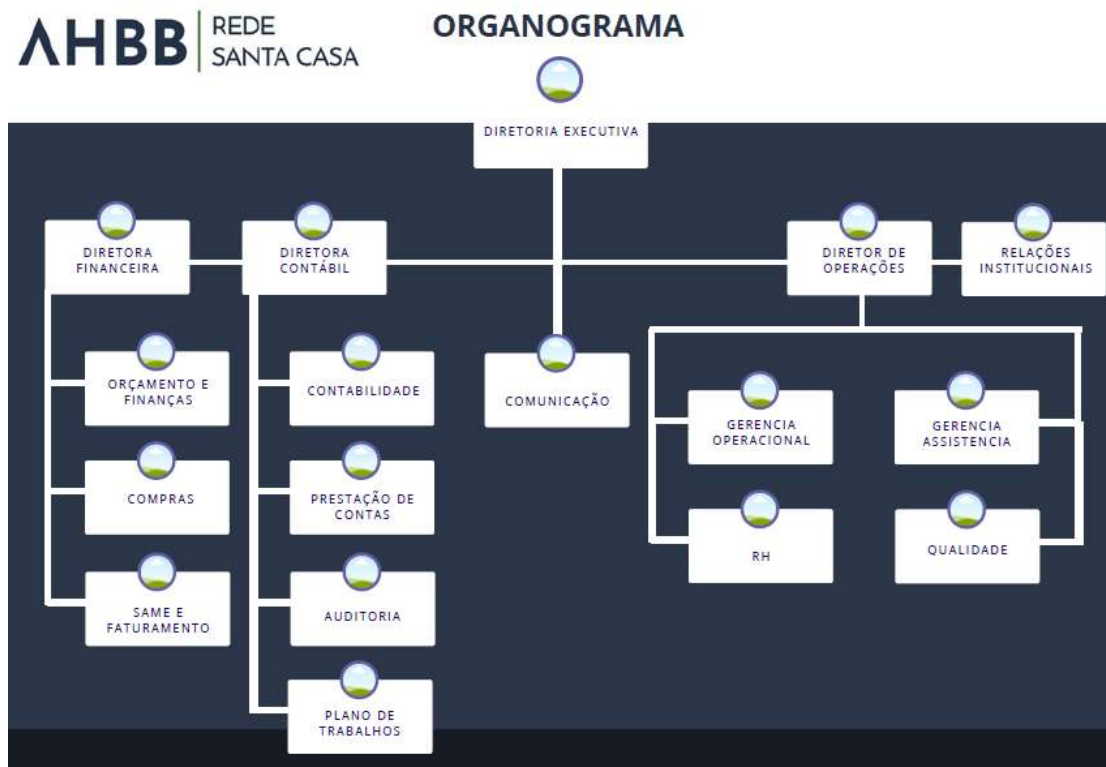 AHBB
REDE
SANTA CASA
ORGANOGRAMA
DIRETORIA EXECUTIVA
DIRETORA
FINANCEIRA
DIRETORA
CONTÁBIL
DIRETOR DE
OPERAÇÕES
RELAÇÕES
INSTITUCIONAIS
ORÇAMENTO E
FINANÇAS
CONTABILIDADE
COMUNICAÇÃO
GERENCIA
OPERACIONAL
GERENCIA
ASSISTENCIA
COMPRAS
PRESTAÇÃO DE
CONTAS
RH
QUALIDADE
SAME E
FATURAMENTO
AUDITORIA
PLANO DE
TRABALHOS